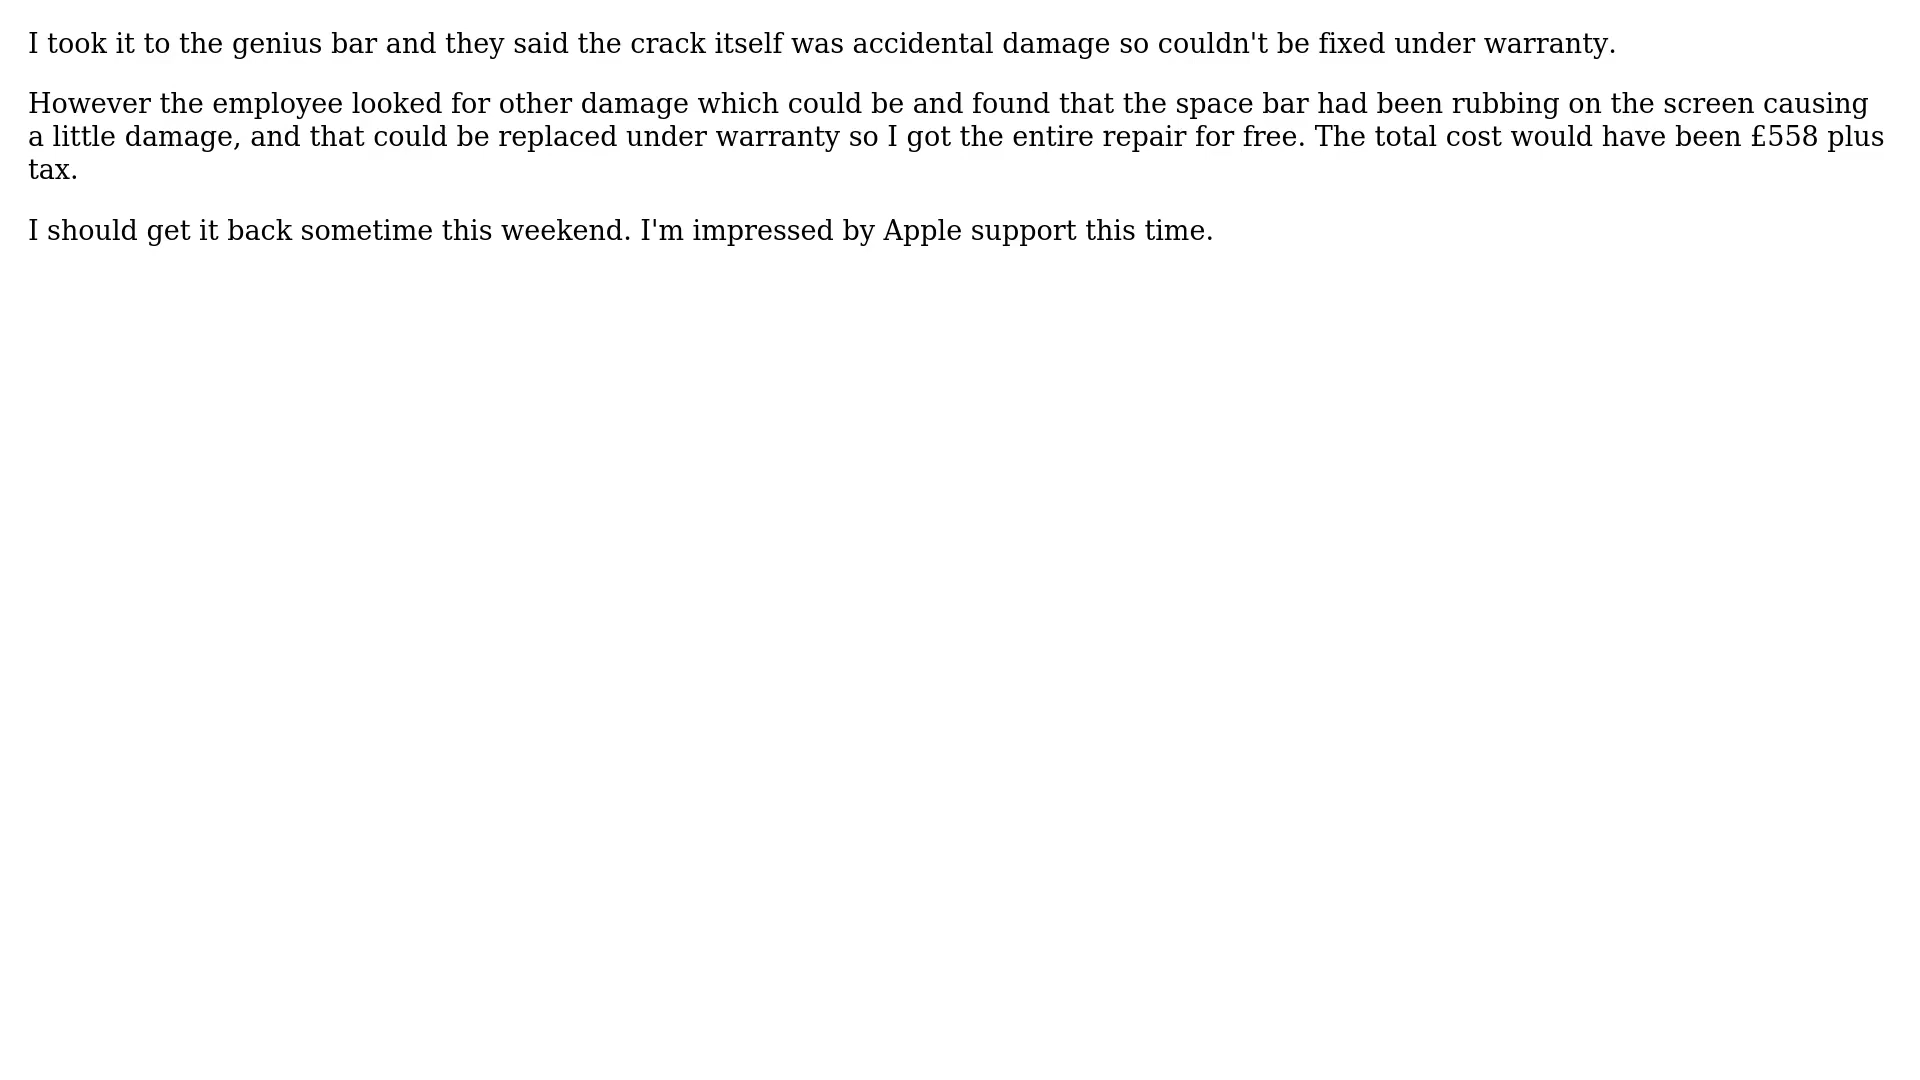 I took it to the genius bar and they said the crack itself was accidental damage so couldn't be fixed under warranty.
However the employee looked for other damage which could be and found that the space bar had been rubbing on the screen causing
a little damage, and that could be replaced under warranty so I got the entire repair for free. The total cost would have been £558 plus
tax.
I should get it back sometime this weekend. I'm impressed by Apple support this time.